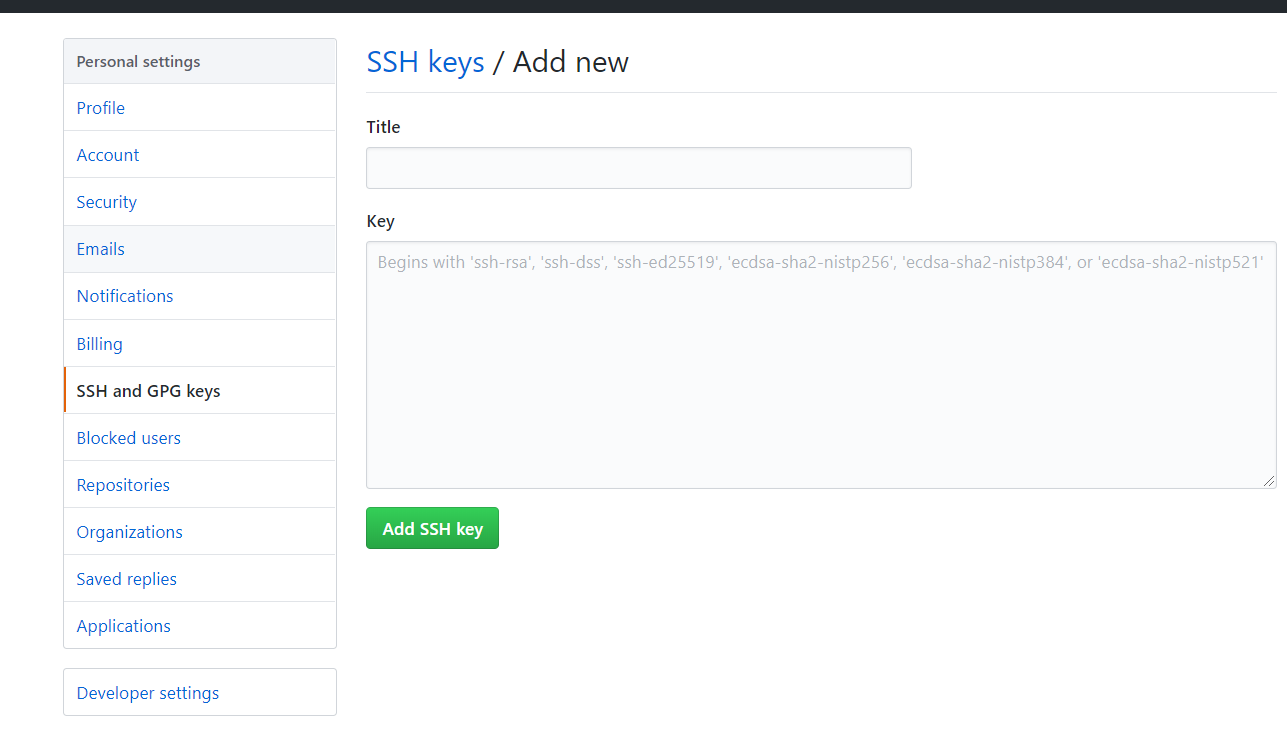 Personal settings
Profile
Account
Security
Emails
Notifications
Billing
SSH and GPG keys
Blocked users
Repositories
Organizations
Saved replies
Applications
Developer settings
SSH keys / Add new
Title
Key
Begins with 'ssh-rsa', 'ssh-dss', 'ssh-ed25519', 'ecdsa-sha2-nistp256', 'ecdsa-sha2-nistp384', or 'ecdsa-sha2-nistp521'
Add SSH key